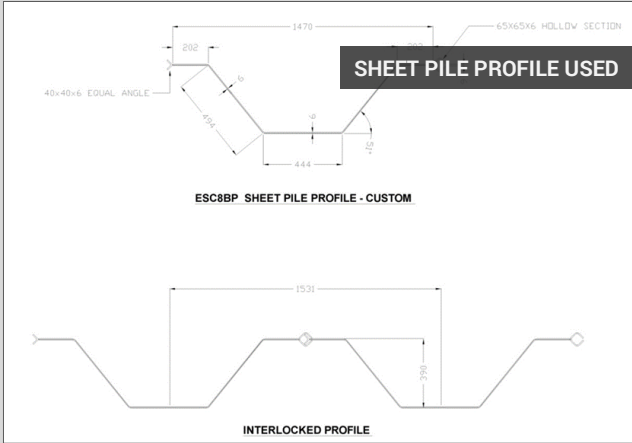 1470
65X65X6 HOLLOW SECTION
202
202
SHEET PILE PROFILE USED
40x40x6 EQUAL ANGLE
6
494
6
51°
444
ESC8BP SHEET PILE PROFILE - CUSTOM
1531
390
INTERLOCKED PROFILE